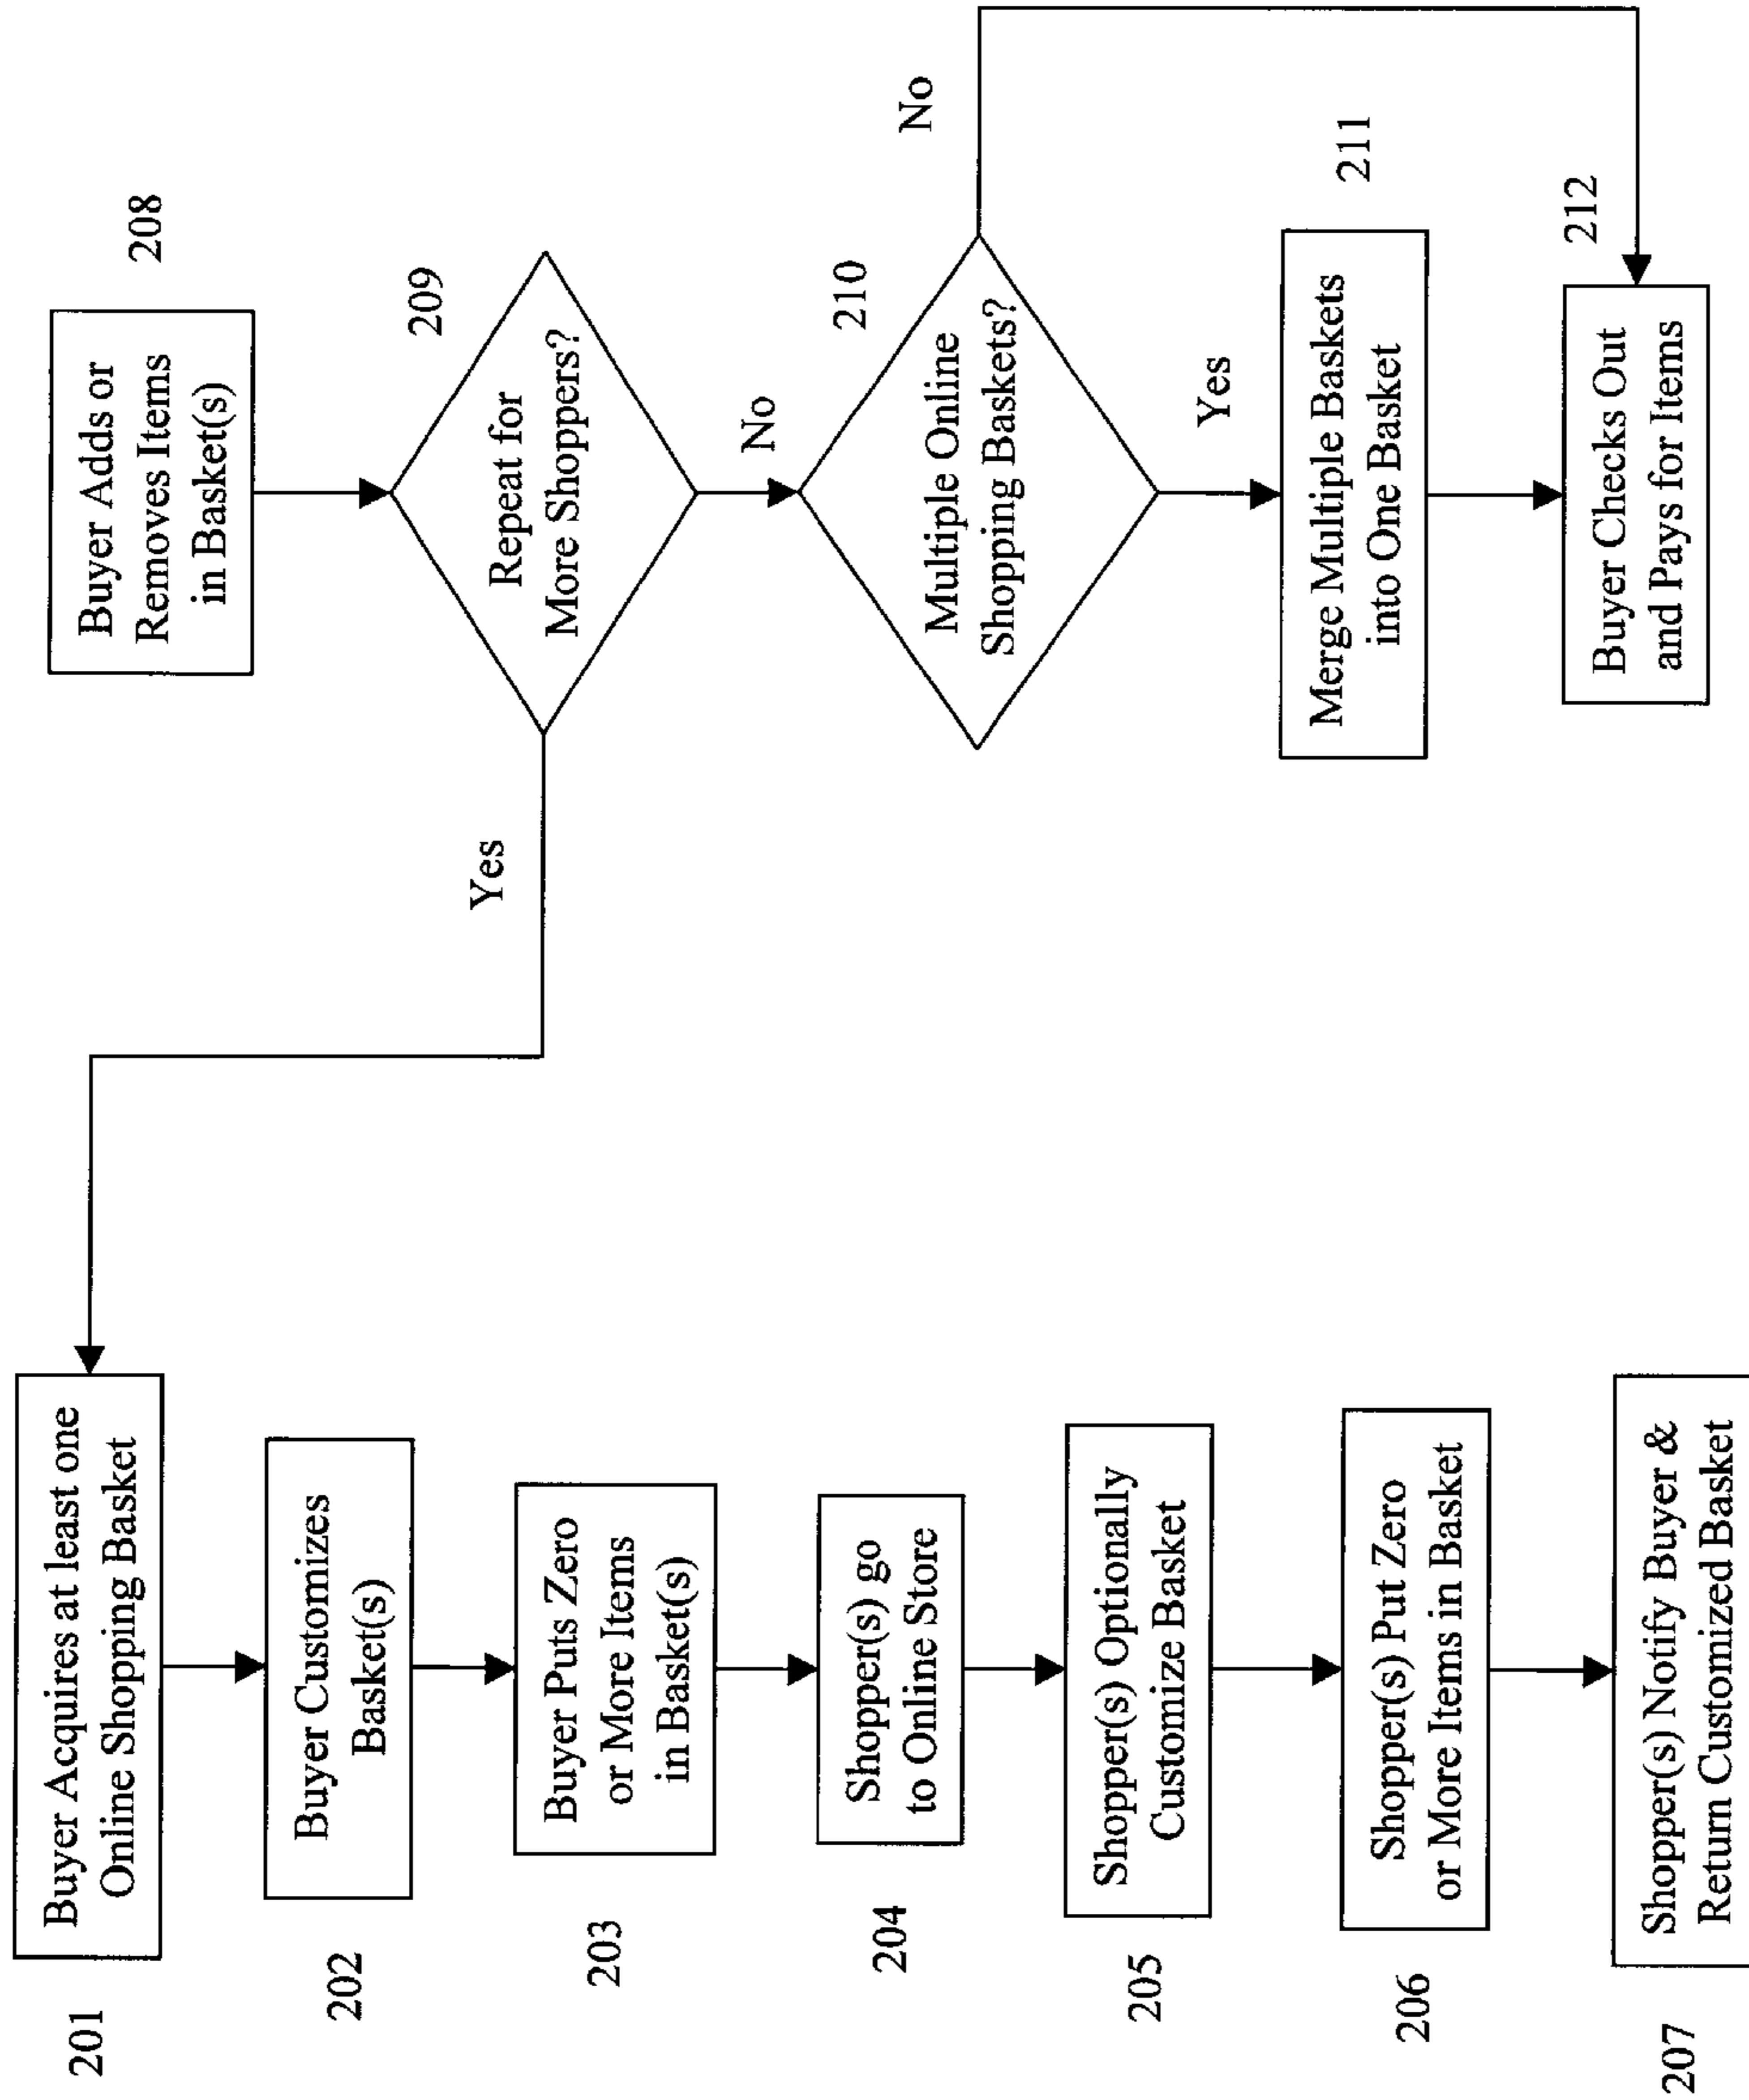 201
Buyer Acquires at least one
Online Shopping Basket
202
Buyer Customizes
Basket(s)
203
Buyer Puts Zero
or More Items
in Basket(s)
204
Shopper(s) go
to Online Store
205
Shopper(s) Optionally
Customize Basket
206
Shopper(s) Put Zero
or More Items in Basket
207
Shopper(s) Notify Buyer &
Return Customized Basket
208
Buyer Adds or
Removes Items
in Basket(s)
209
Repeat for
More Shoppers?
Yes
No
210
Multiple Online
Shopping Baskets?
No
Yes
211
Merge Multiple Baskets
into One Basket
212
Buyer Checks Out
and Pays for Items